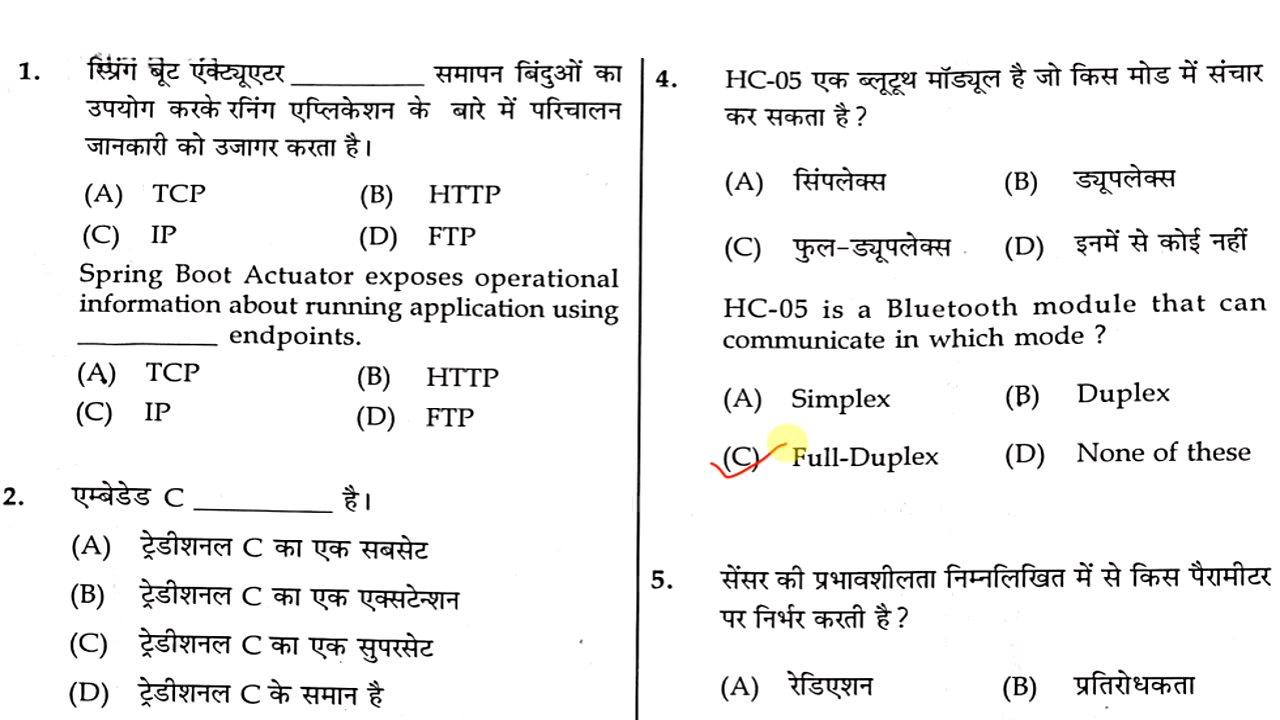 1. स्प्रिंग बूट एक्ट्यूएटर __________ समापन बिंदुओं का
उपयोग करके रनिंग एप्लिकेशन के बारे में परिचालन
जानकारी को उजागर करता है।
(A) TCP (B) HTTP
(C) IP (D) FTP
Spring Boot Actuator exposes operational
information about running application using
__________ endpoints.
(A) TCP (B) HTTP
(C) IP (D) FTP
2. एम्बेडेड C __________ है।
(A) ट्रेडीशनल C का एक सबसेट
(B) ट्रेडीशनल C का एक एक्सटेन्शन
(C) ट्रेडीशनल C का एक सुपरसेट
(D) ट्रेडीशनल C के समान है
4. HC-05 एक ब्लूटूथ मॉड्यूल है जो किस मोड में संचार
कर सकता है ?
(A) सिंपलेक्स (B) ड्यूपलेक्स
(C) फुल-ड्यूपलेक्स (D) इनमें से कोई नहीं
HC-05 is a Bluetooth module that can
communicate in which mode ?
(A) Simplex (B) Duplex
(C) Full-Duplex (D) None of these
5. सेंसर की प्रभावशीलता निम्नलिखित में से किस पैरामीटर
पर निर्भर करती है ?
(A) रेडिएशन (B) प्रतिरोधकता